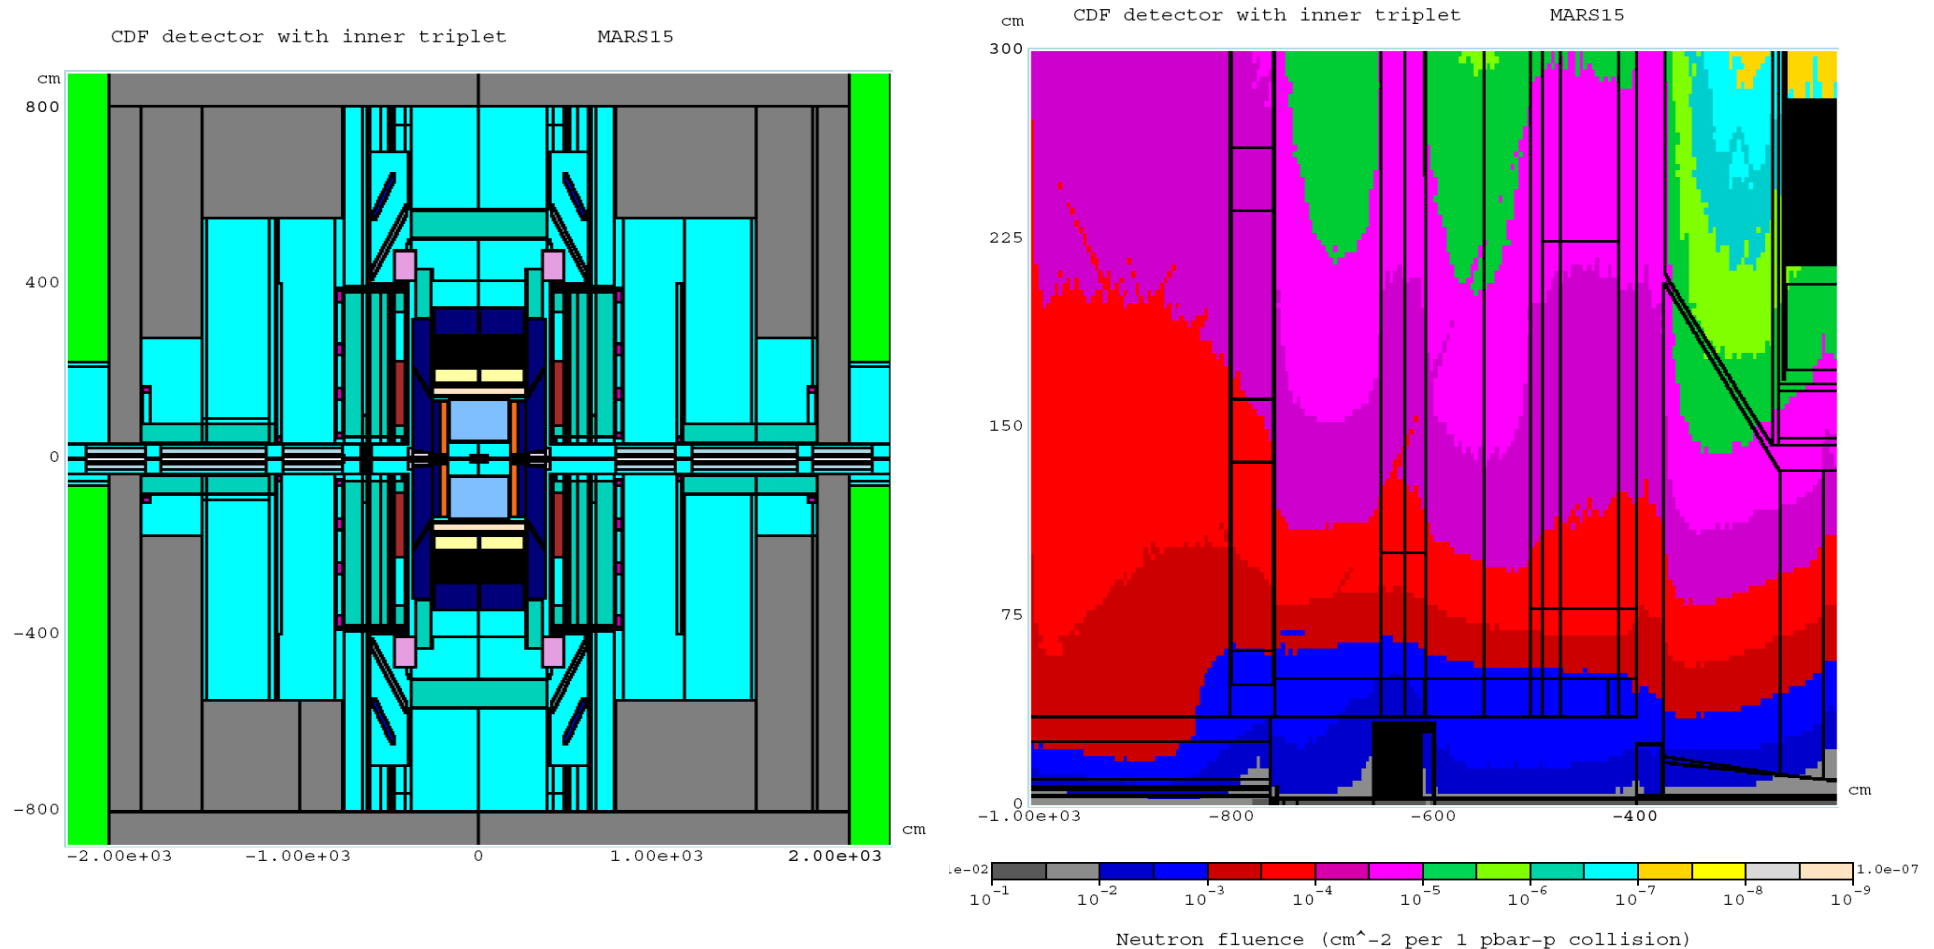 CDF detector with inner triplet MARS15
cm
800
400
0
-400
-800
cm
-2.00e+03 -1.00e+03 0 1.00e+03 2.00e+03
CDF detector with inner triplet MARS15
cm
300
225
150
75
0
cm
-1.00e+03 -800 -600 -400
1e-02 1.0e-07
10^-1 10^-2 10^-3 10^-4 10^-5 10^-6 10^-7 10^-8 10^-9
Neutron fluence (cm^-2 per 1 pbar-p collision)